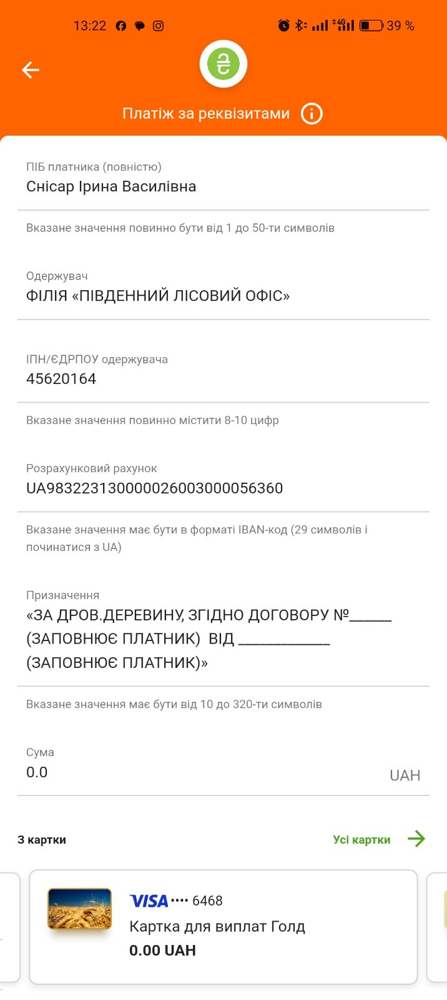 13:22
4G
39 %
₴
Платіж за реквізитами
ПІБ платника (повністю)
Снісар Ірина Василівна
Вказане значення повинно бути від 1 до 50-ти символів
Одержувач
ФІЛІЯ «ПІВДЕННИЙ ЛІСОВИЙ ОФІС»
ІПН/ЄДРПОУ одержувача
45620164
Вказане значення повинно містити 8-10 цифр
Розрахунковий рахунок
UA983223130000026003000056360
Вказане значення має бути в форматі IBAN-код (29 символів і
починатися з UA)
Призначення
«ЗА ДРОВ.ДЕРЕВИНУ, ЗГІДНО ДОГОВОРУ №______
(ЗАПОВНЮЄ ПЛАТНИК)  ВІД _____________
(ЗАПОВНЮЄ ПЛАТНИК)»
Вказане значення має бути від 10 до 320-ти символів
Сума
0.0
UAH
З картки
Усі картки
VISA •••• 6468
Картка для виплат Голд
0.00 UAH